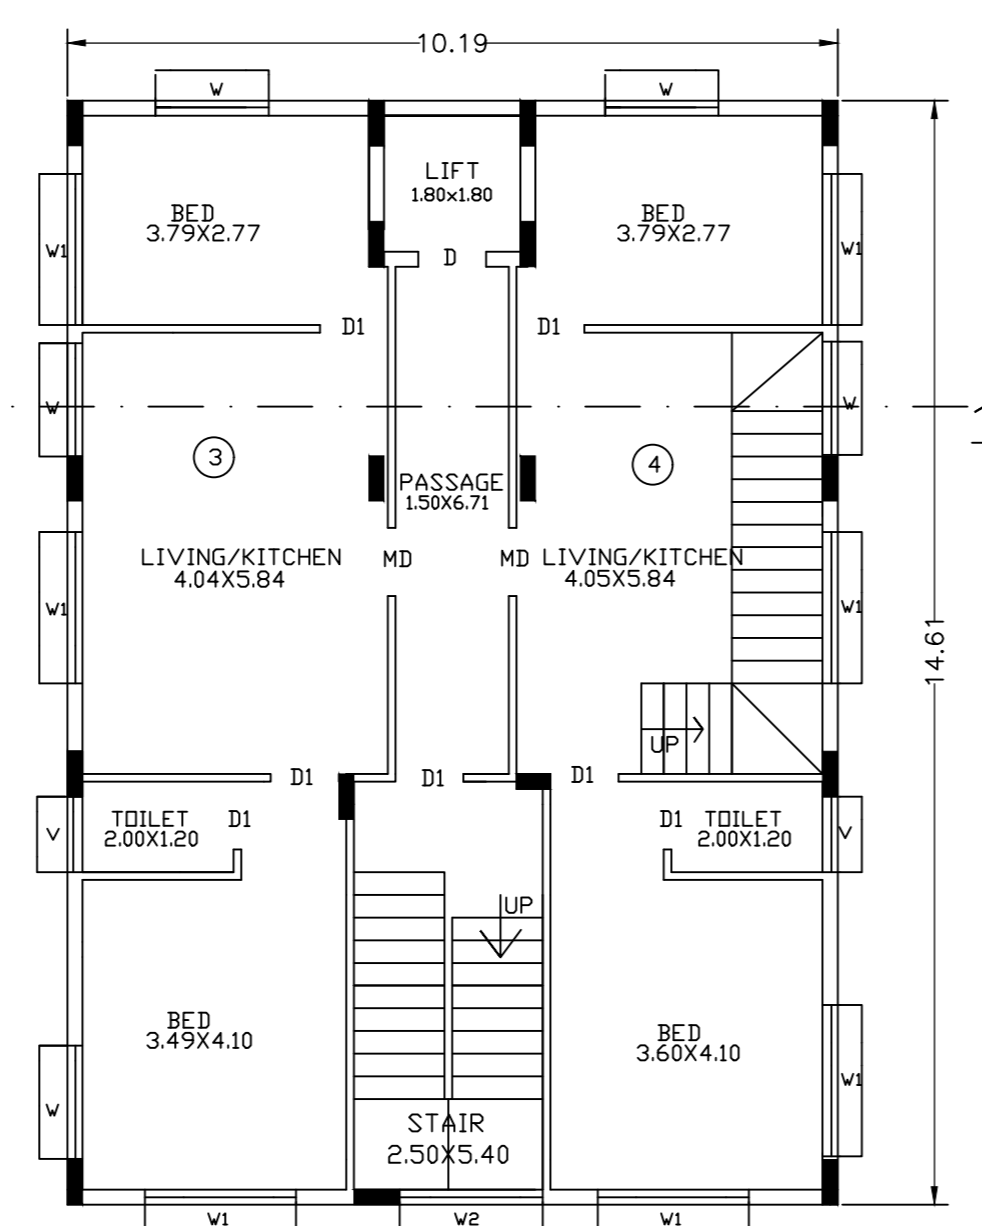 10.19
W
W
LIFT
1.80x1.80
BED
3.79X2.77
BED
3.79X2.77
W1
W1
D
D1
D1
W
W
3
4
PASSAGE
1.50X6.71
LIVING/KITCHEN
4.04X5.84
MD
MD
LIVING/KITCHEN
4.05X5.84
W1
W1
14.61
UP
D1
D1
D1
TOILET
2.00X1.20
D1
D1
TOILET
2.00X1.20
V
V
UP
BED
3.49X4.10
BED
3.60X4.10
W
W1
STAIR
2.50X5.40
W1
W2
W1